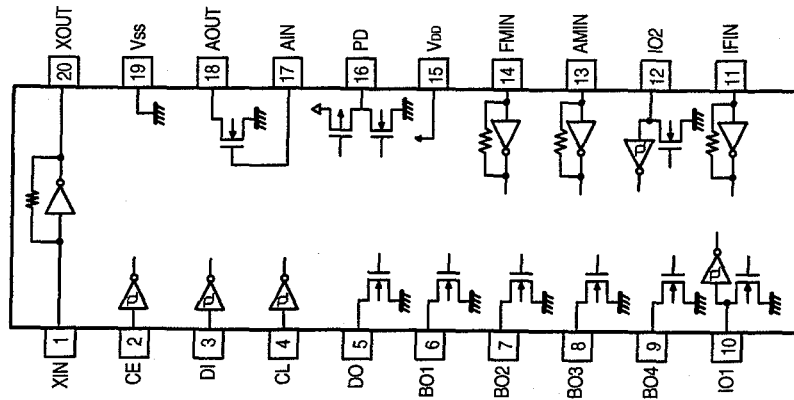 XIN 1
CE 2
DI 3
CL 4
DO 5
BO1 6
BO2 7
BO3 8
BO4 9
IO1 10
20 XOUT
19 Vss
18 AOUT
17 AIN
16 PD
15 VDD
14 FMIN
13 AMIN
12 IO2
11 IFIN